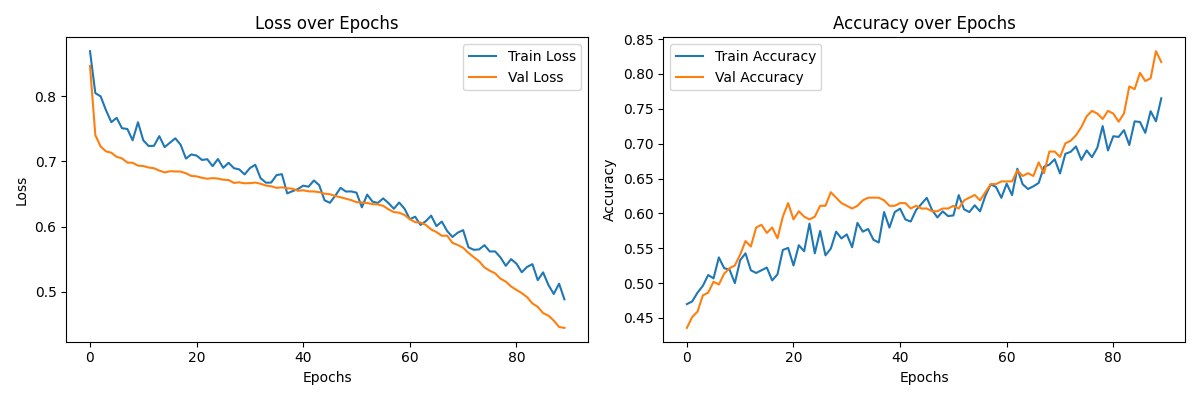 Loss over Epochs
Train Loss
Val Loss
0.8
0.7
0.6
0.5
Loss
0 20 40 60 80
Epochs
Accuracy over Epochs
Train Accuracy
Val Accuracy
0.85
0.80
0.75
0.70
0.65
0.60
0.55
0.50
0.45
Accuracy
0 20 40 60 80
Epochs